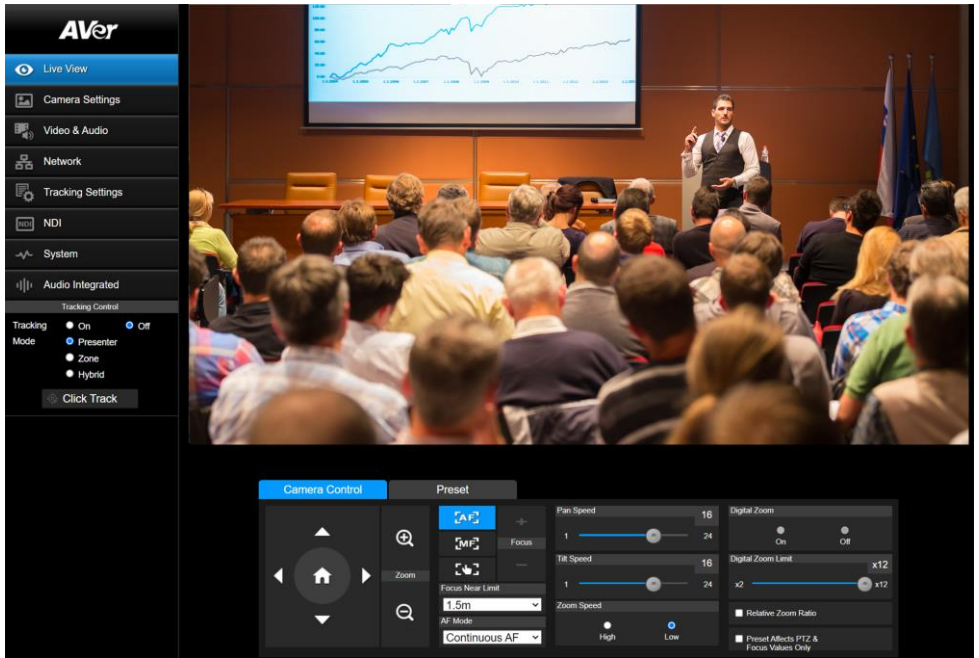 AVer
Live View
Camera Settings
Video & Audio
Network
Tracking Settings
NDI NDI
System
Audio Integrated
Tracking Control
Tracking On Off
Mode Presenter
Zone
Hybrid
Click Track
Camera Control Preset
AF
MF
Focus
Zoom
Focus Near Limit
1.5m
AF Mode
Continuous AF
Pan Speed 16
1 24
Tilt Speed 16
1 24
Zoom Speed
High Low
Digital Zoom
On Off
Digital Zoom Limit x12
x2 x12
Relative Zoom Ratio
Preset Affects PTZ &
Focus Values Only